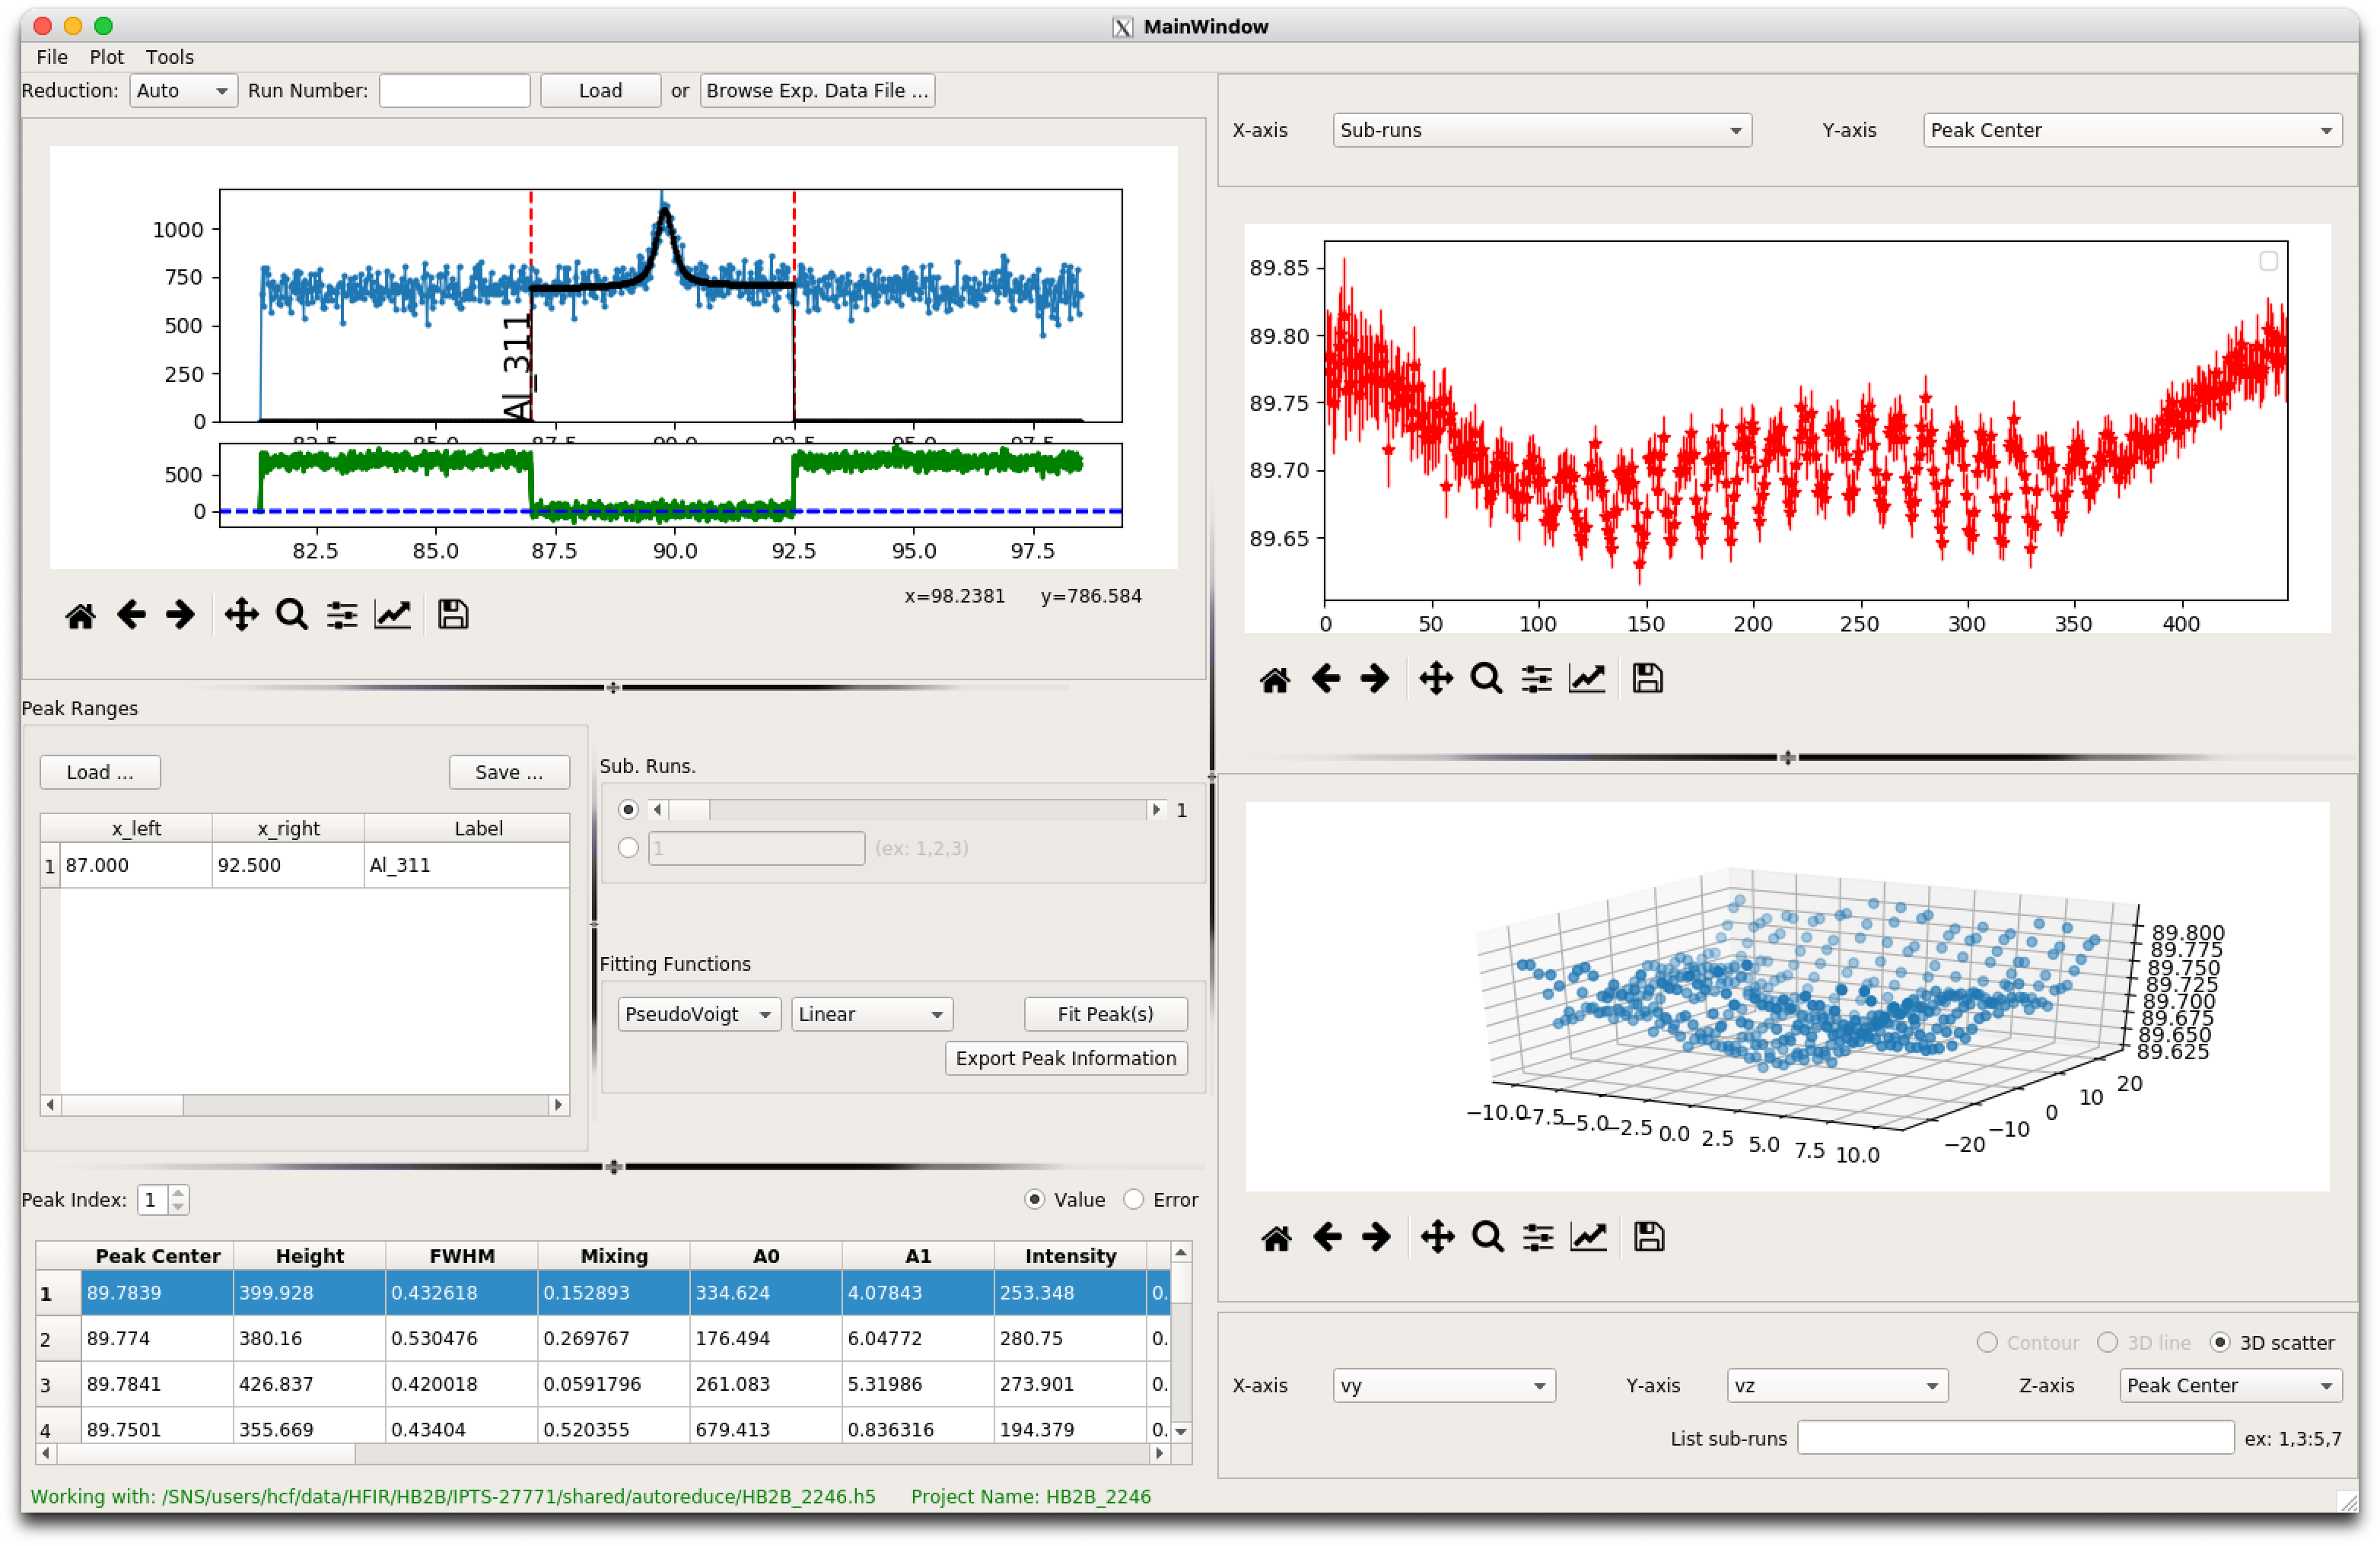 MainWindow
File Plot Tools
Reduction: Auto Run Number: Load or Browse Exp. Data File ...
1000
750
500
250
0
Al_311
82.5 85.0 87.5 90.0 92.5 95.0 97.5
500
0
82.5 85.0 87.5 90.0 92.5 95.0 97.5
x=98.2381 y=786.584
Peak Ranges
Load ... Save ...
x_left x_right Label
1 87.000 92.500 Al_311
Sub. Runs.
1
1 (ex: 1,2,3)
Fitting Functions
PseudoVoigt Linear Fit Peak(s)
Export Peak Information
Peak Index: 1 Value Error
Peak Center Height FWHM Mixing A0 A1 Intensity
1 89.7839 399.928 0.432618 0.152893 334.624 4.07843 253.348 0.
2 89.774 380.16 0.530476 0.269767 176.494 6.04772 280.75 0.
3 89.7841 426.837 0.420018 0.0591796 261.083 5.31986 273.901 0.
4 89.7501 355.669 0.43404 0.520355 679.413 0.836316 194.379 0.
Working with: /SNS/users/hcf/data/HFIR/HB2B/IPTS-27771/shared/autoreduce/HB2B_2246.h5 Project Name: HB2B_2246
X-axis Sub-runs Y-axis Peak Center
89.85
89.80
89.75
89.70
89.65
0 50 100 150 200 250 300 350 400
89.800
89.775
89.750
89.725
89.700
89.675
89.650
89.625
−10.0 −7.5 −5.0 −2.5 0.0 2.5 5.0 7.5 10.0
−20 −10 0 10 20
Contour 3D line 3D scatter
X-axis vy Y-axis vz Z-axis Peak Center
List sub-runs ex: 1,3:5,7